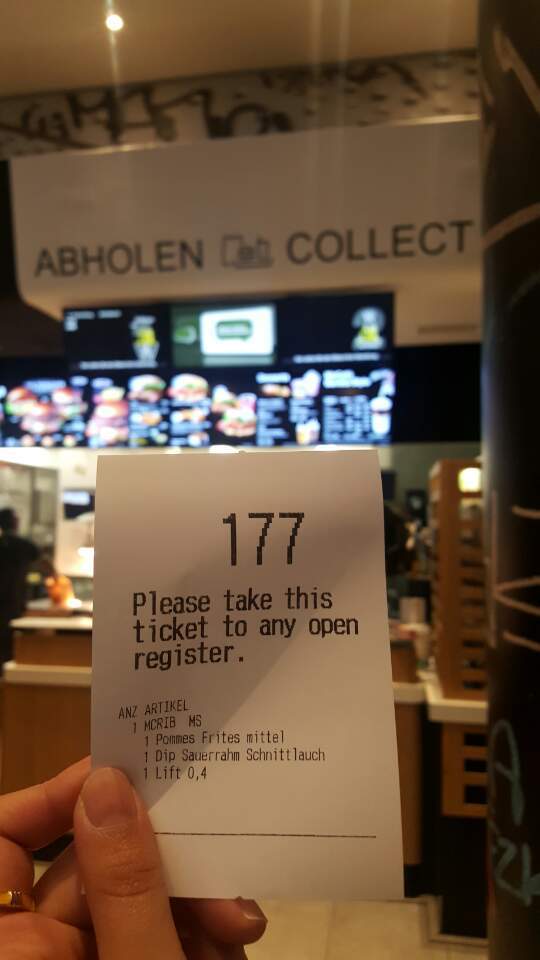 ABHOLEN COLLECT
177
Please take this
ticket to any open
register.
ANZ ARTIKEL
1 MCRIB MS
1 Pommes Frites mittel
1 Dip Sauerrahm Schnittlauch
1 Lift 0,4